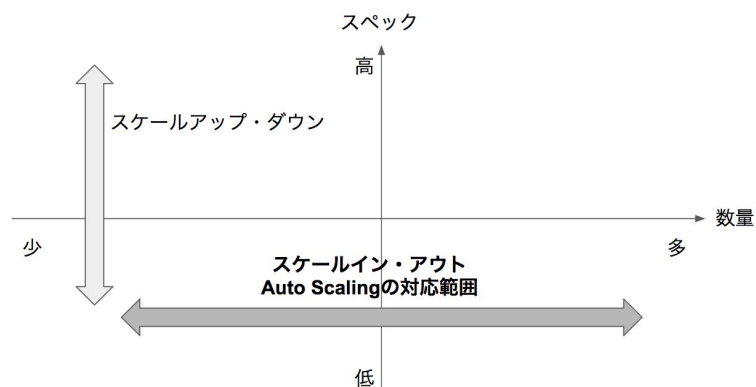 スペック
高
スケールアップ・ダウン
数量
少
多
スケールイン・アウト
Auto Scalingの対応範囲
低